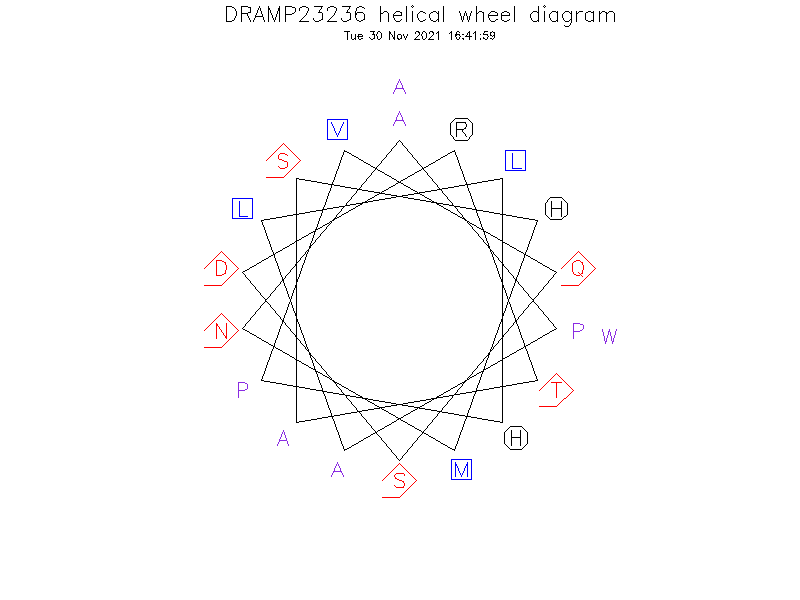 DRAMP23236 helical wheel diagram
Tue 30 Nov 2021 16:41:59
A
A
V R
S L
L H
D Q
N P W
P T
A H
A M
S